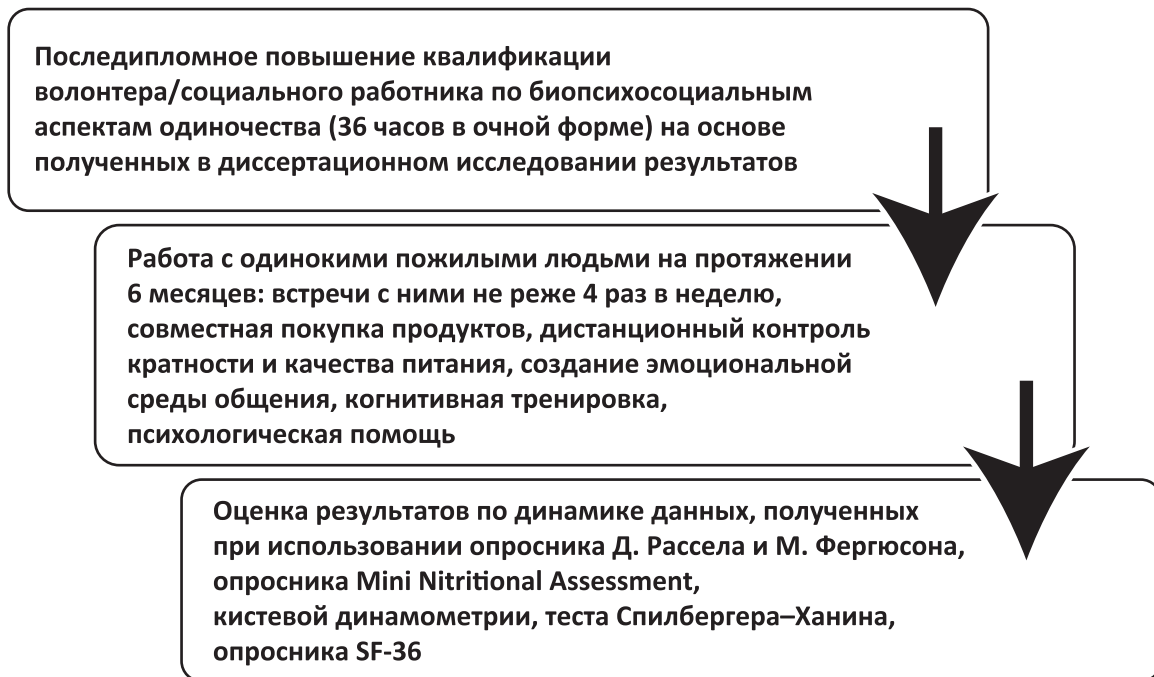 Последипломное повышение квалификации
волонтера/социального работника по биопсихосоциальным
аспектам одиночества (36 часов в очной форме) на основе
полученных в диссертационном исследовании результатов
Работа с одинокими пожилыми людьми на протяжении
6 месяцев: встречи с ними не реже 4 раз в неделю,
совместная покупка продуктов, дистанционный контроль
кратности и качества питания, создание эмоциональной
среды общения, когнитивная тренировка,
психологическая помощь
Оценка результатов по динамике данных, полученных
при использовании опросника Д. Рассела и М. Фергюсона,
опросника Mini Nitritional Assessment,
кистевой динамометрии, теста Спилбергера–Ханина,
опросника SF-36